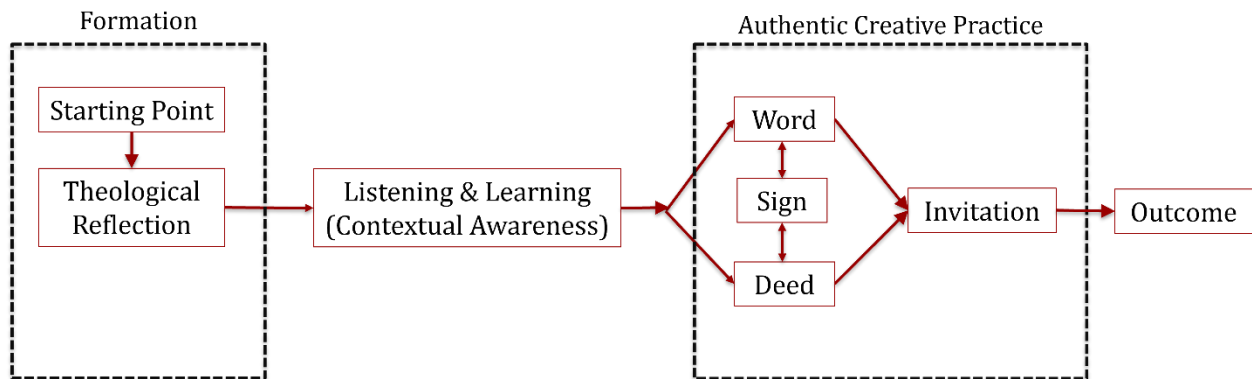 Formation
Starting Point
Theological
Reflection
Listening & Learning
(Contextual Awareness)
Authentic Creative Practice
Word
Sign
Deed
Invitation
Outcome